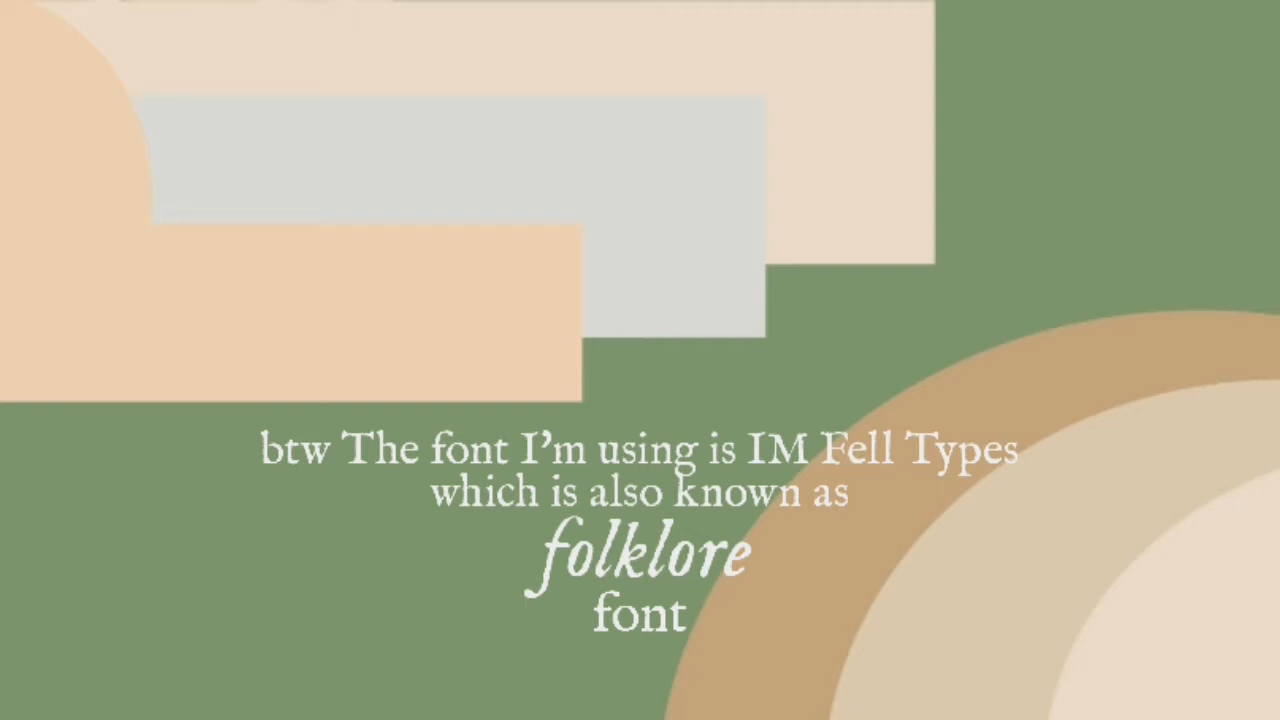 btw The font I'm using is IM Fell Types
which is also known as
folklore
font